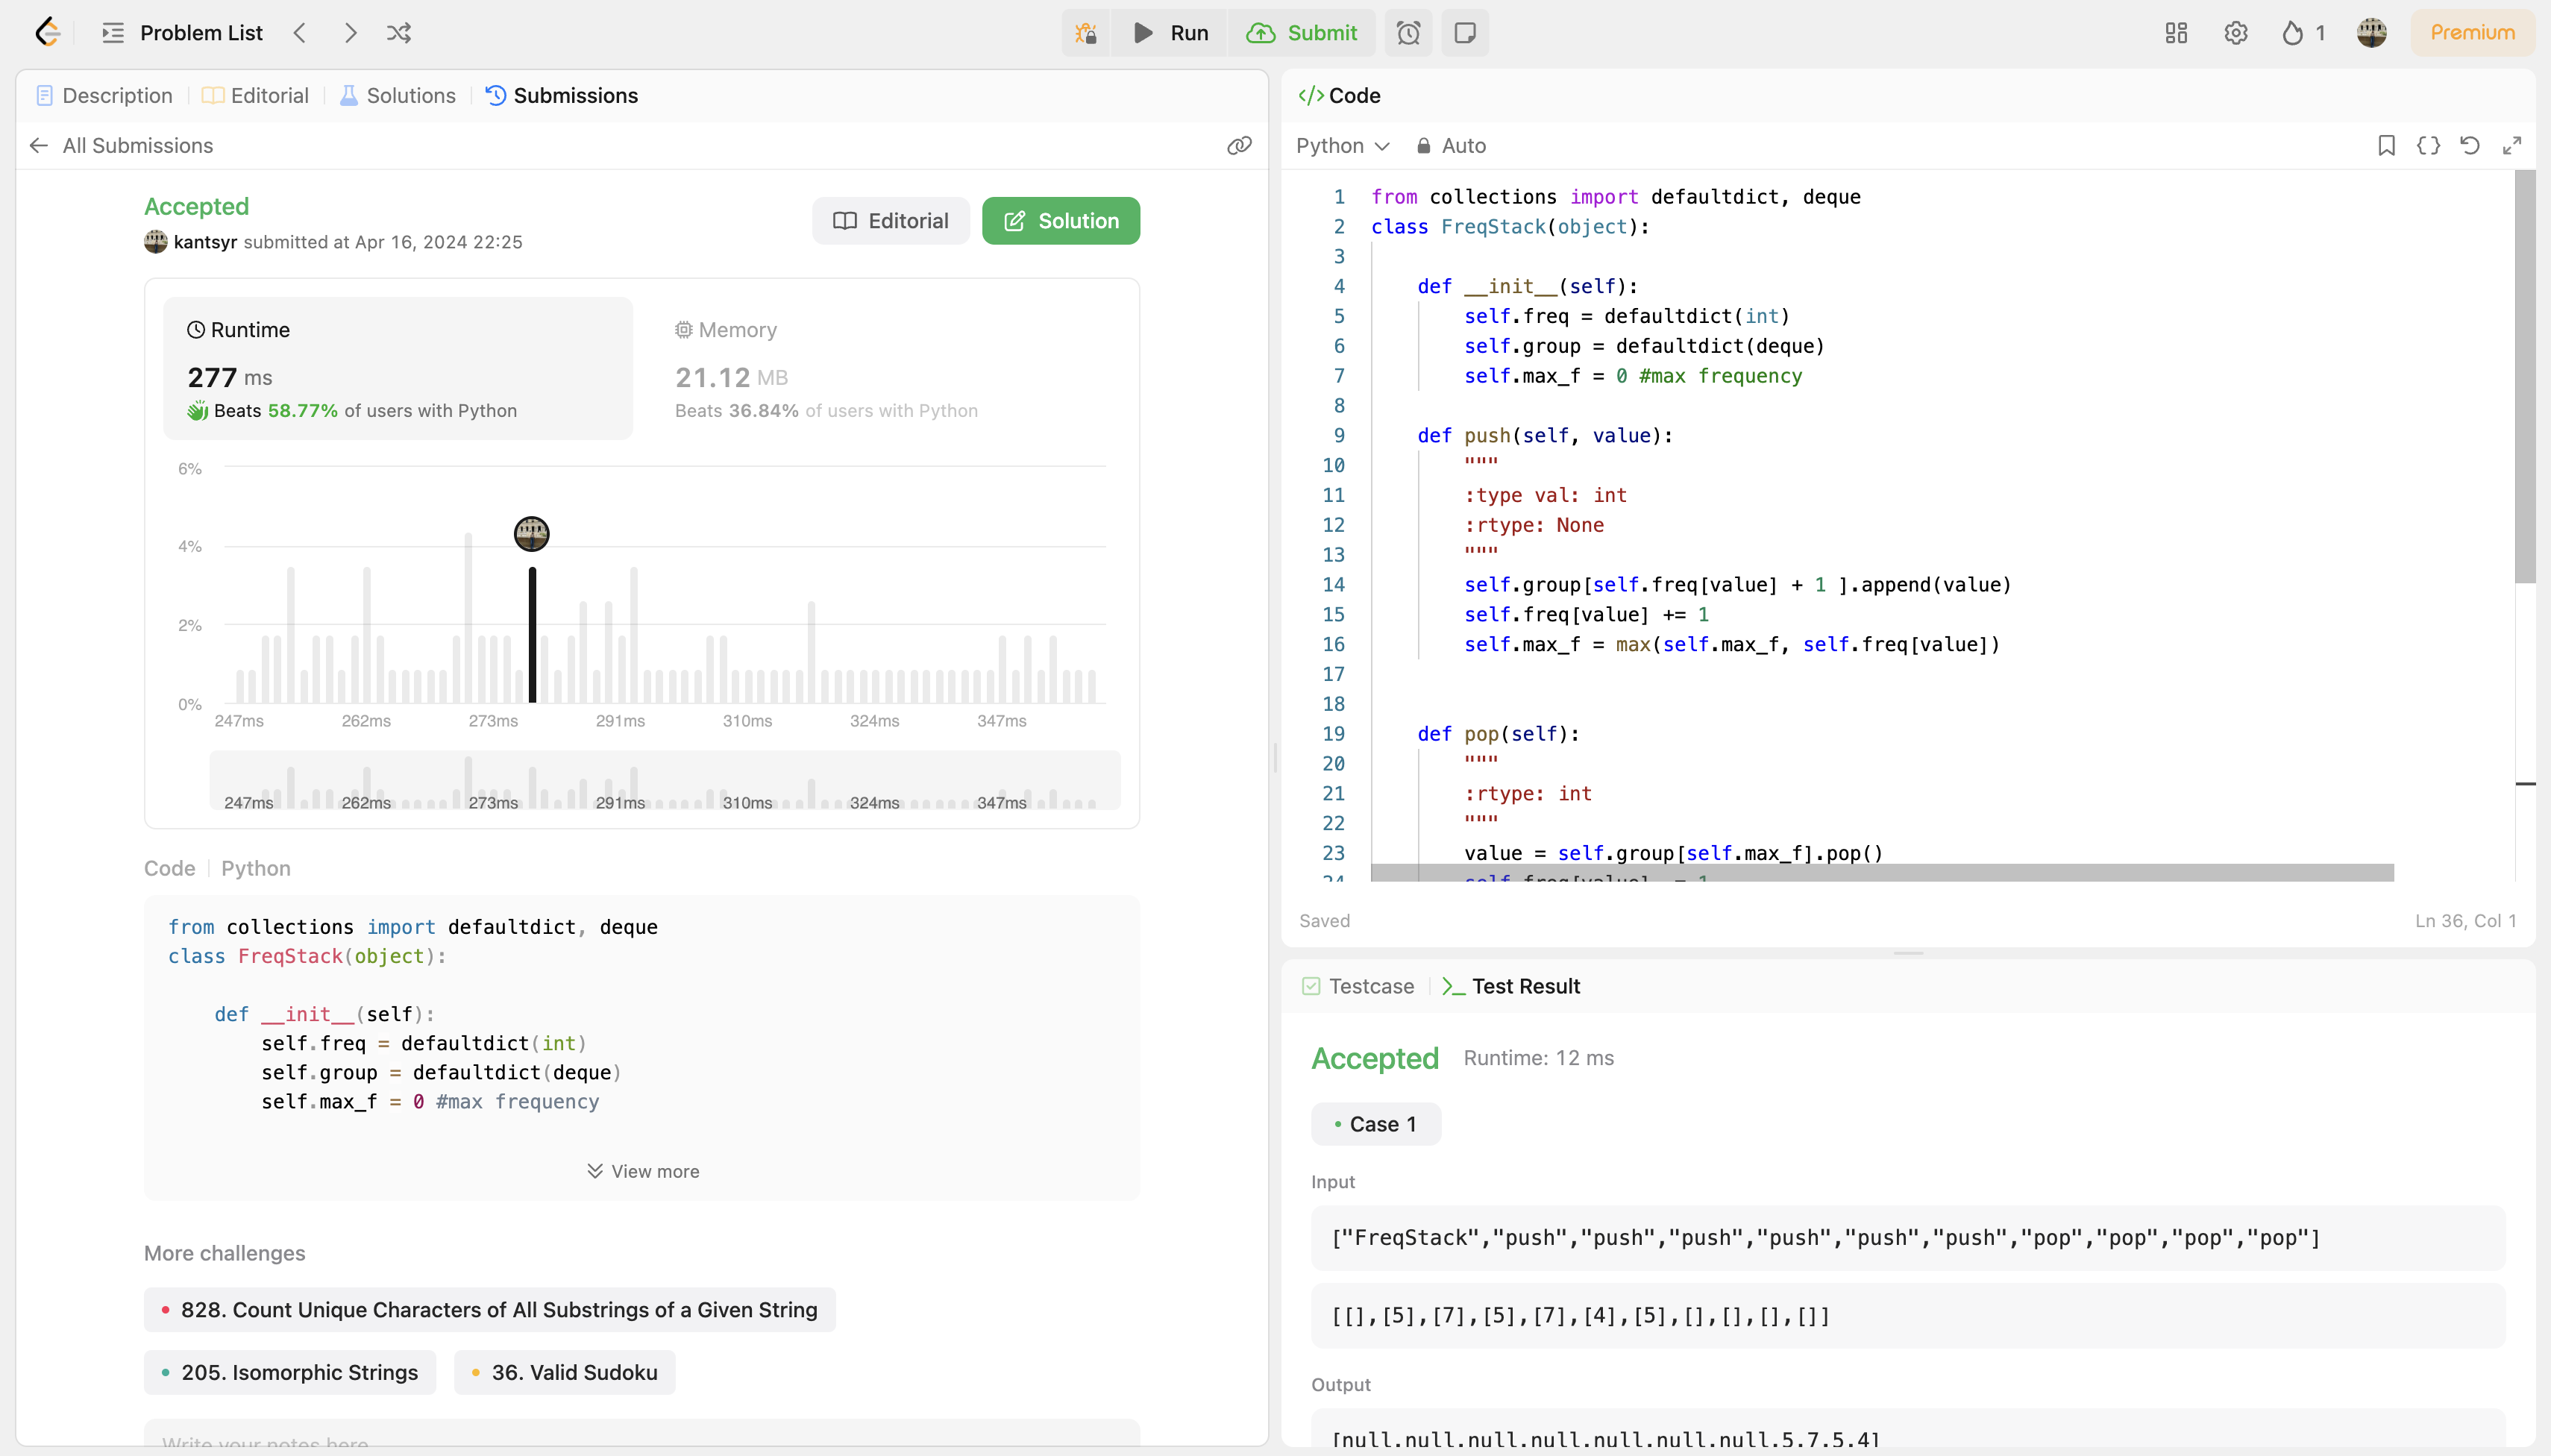 Problem List
Run
Submit
1
Premium
Description
Editorial
Solutions
Submissions
All Submissions
Accepted
kantsyr submitted at Apr 16, 2024 22:25
Editorial
Solution
Runtime
277 ms
Beats 58.77% of users with Python
Memory
21.12 MB
Beats 36.84% of users with Python
6%
4%
2%
0%
247ms 262ms 273ms 291ms 310ms 324ms 347ms
247ms 262ms 273ms 291ms 310ms 324ms 347ms
Code | Python
from collections import defaultdict, deque
class FreqStack(object):
def __init__(self):
self.freq = defaultdict(int)
self.group = defaultdict(deque)
self.max_f = 0 #max frequency
View more
More challenges
828. Count Unique Characters of All Substrings of a Given String
205. Isomorphic Strings
36. Valid Sudoku
Write your notes here
</> Code
Python
Auto
1 from collections import defaultdict, deque
2 class FreqStack(object):
3
4 def __init__(self):
5 self.freq = defaultdict(int)
6 self.group = defaultdict(deque)
7 self.max_f = 0 #max frequency
8
9 def push(self, value):
10 """
11 :type val: int
12 :rtype: None
13 """
14 self.group[self.freq[value] + 1 ].append(value)
15 self.freq[value] += 1
16 self.max_f = max(self.max_f, self.freq[value])
17
18
19 def pop(self):
20 """
21 :rtype: int
22 """
23 value = self.group[self.max_f].pop()
24 self.freq[value] -= 1
Saved
Ln 36, Col 1
Testcase
Test Result
Accepted Runtime: 12 ms
Case 1
Input
["FreqStack","push","push","push","push","push","push","pop","pop","pop","pop"]
[[],[5],[7],[5],[7],[4],[5],[],[],[],[]]
Output
[null,null,null,null,null,null,null,5,7,5,4]